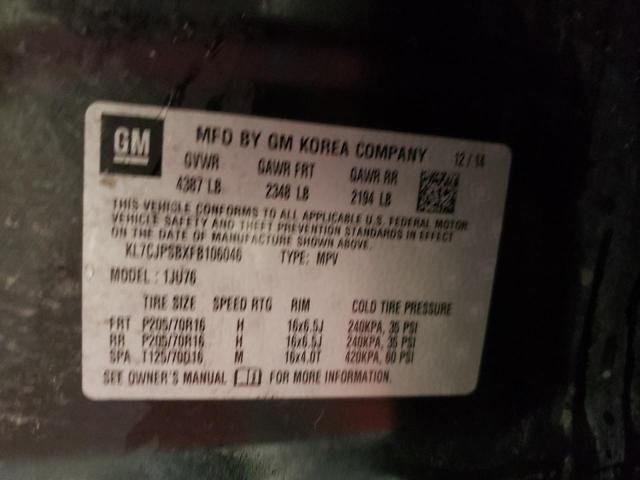 GM
MFD BY GM KOREA COMPANY 12/14
GVWR GAWR FRT GAWR RR
4387 LB 2348 LB 2194 LB
THIS VEHICLE CONFORMS TO ALL APPLICABLE U.S. FEDERAL MOTOR
VEHICLE SAFETY AND THEFT PREVENTION STANDARDS IN EFFECT
ON THE DATE OF MANUFACTURE SHOWN ABOVE.
KL7CJPSBXFB106046 TYPE: MPV
MODEL : 1JU76
TIRE SIZE SPEED RTG RIM COLD TIRE PRESSURE
FRT P205/70R16 H 16x6.5J 240KPA, 35 PSI
RR P205/70R16 H 16x6.5J 240KPA, 35 PSI
SPA T125/70D16 M 16x4.0T 420KPA, 60 PSI
SEE OWNER'S MANUAL FOR MORE INFORMATION.